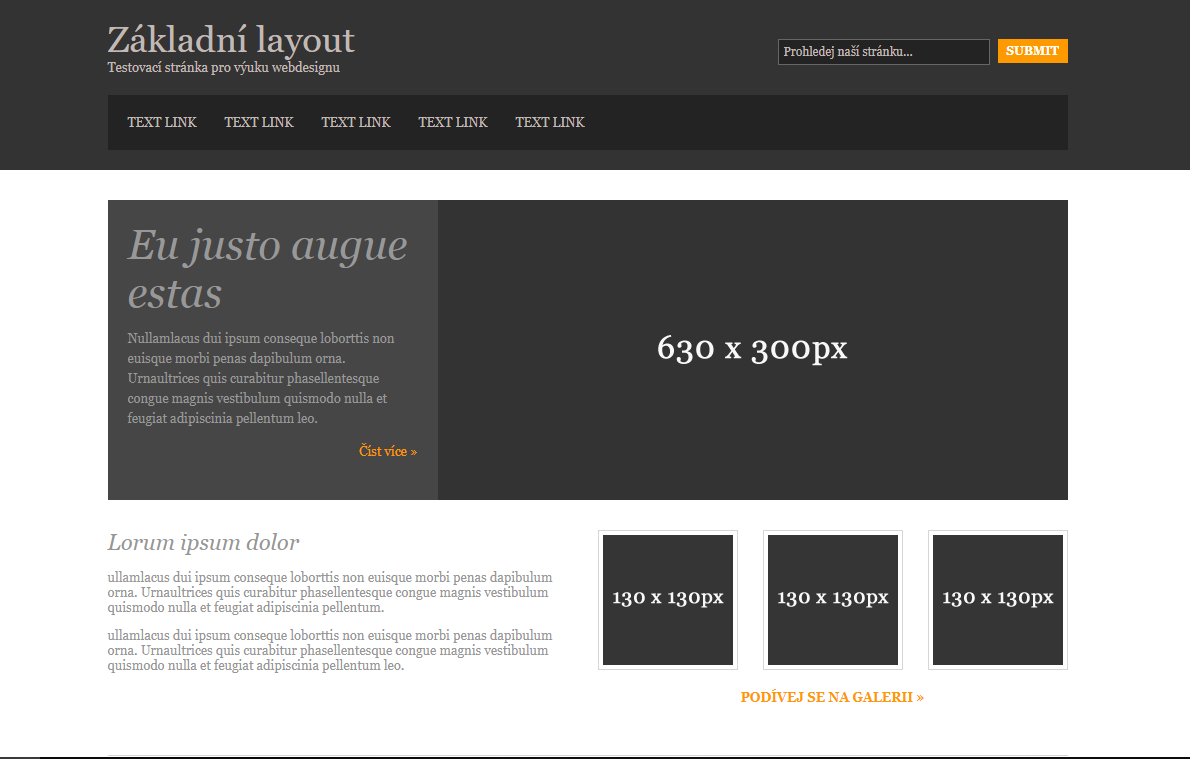 Základní layout
Testovací stránka pro výuku webdesignu
Prohledej naší stránku...
SUBMIT
TEXT LINK TEXT LINK TEXT LINK TEXT LINK TEXT LINK
Eu justo augue
estas
Nullamlacus dui ipsum conseque loborttis non
euisque morbi penas dapibulum orna.
Urnaultrices quis curabitur phasellentesque
congue magnis vestibulum quismodo nulla et
feugiat adipiscinia pellentum leo.
Číst více »
630 x 300px
Lorum ipsum dolor
ullamlacus dui ipsum conseque loborttis non euisque morbi penas dapibulum
orna. Urnaultrices quis curabitur phasellentesque congue magnis vestibulum
quismodo nulla et feugiat adipiscinia pellentum.
ullamlacus dui ipsum conseque loborttis non euisque morbi penas dapibulum
orna. Urnaultrices quis curabitur phasellentesque congue magnis vestibulum
quismodo nulla et feugiat adipiscinia pellentum leo.
130 x 130px 130 x 130px 130 x 130px
PODÍVEJ SE NA GALERII »